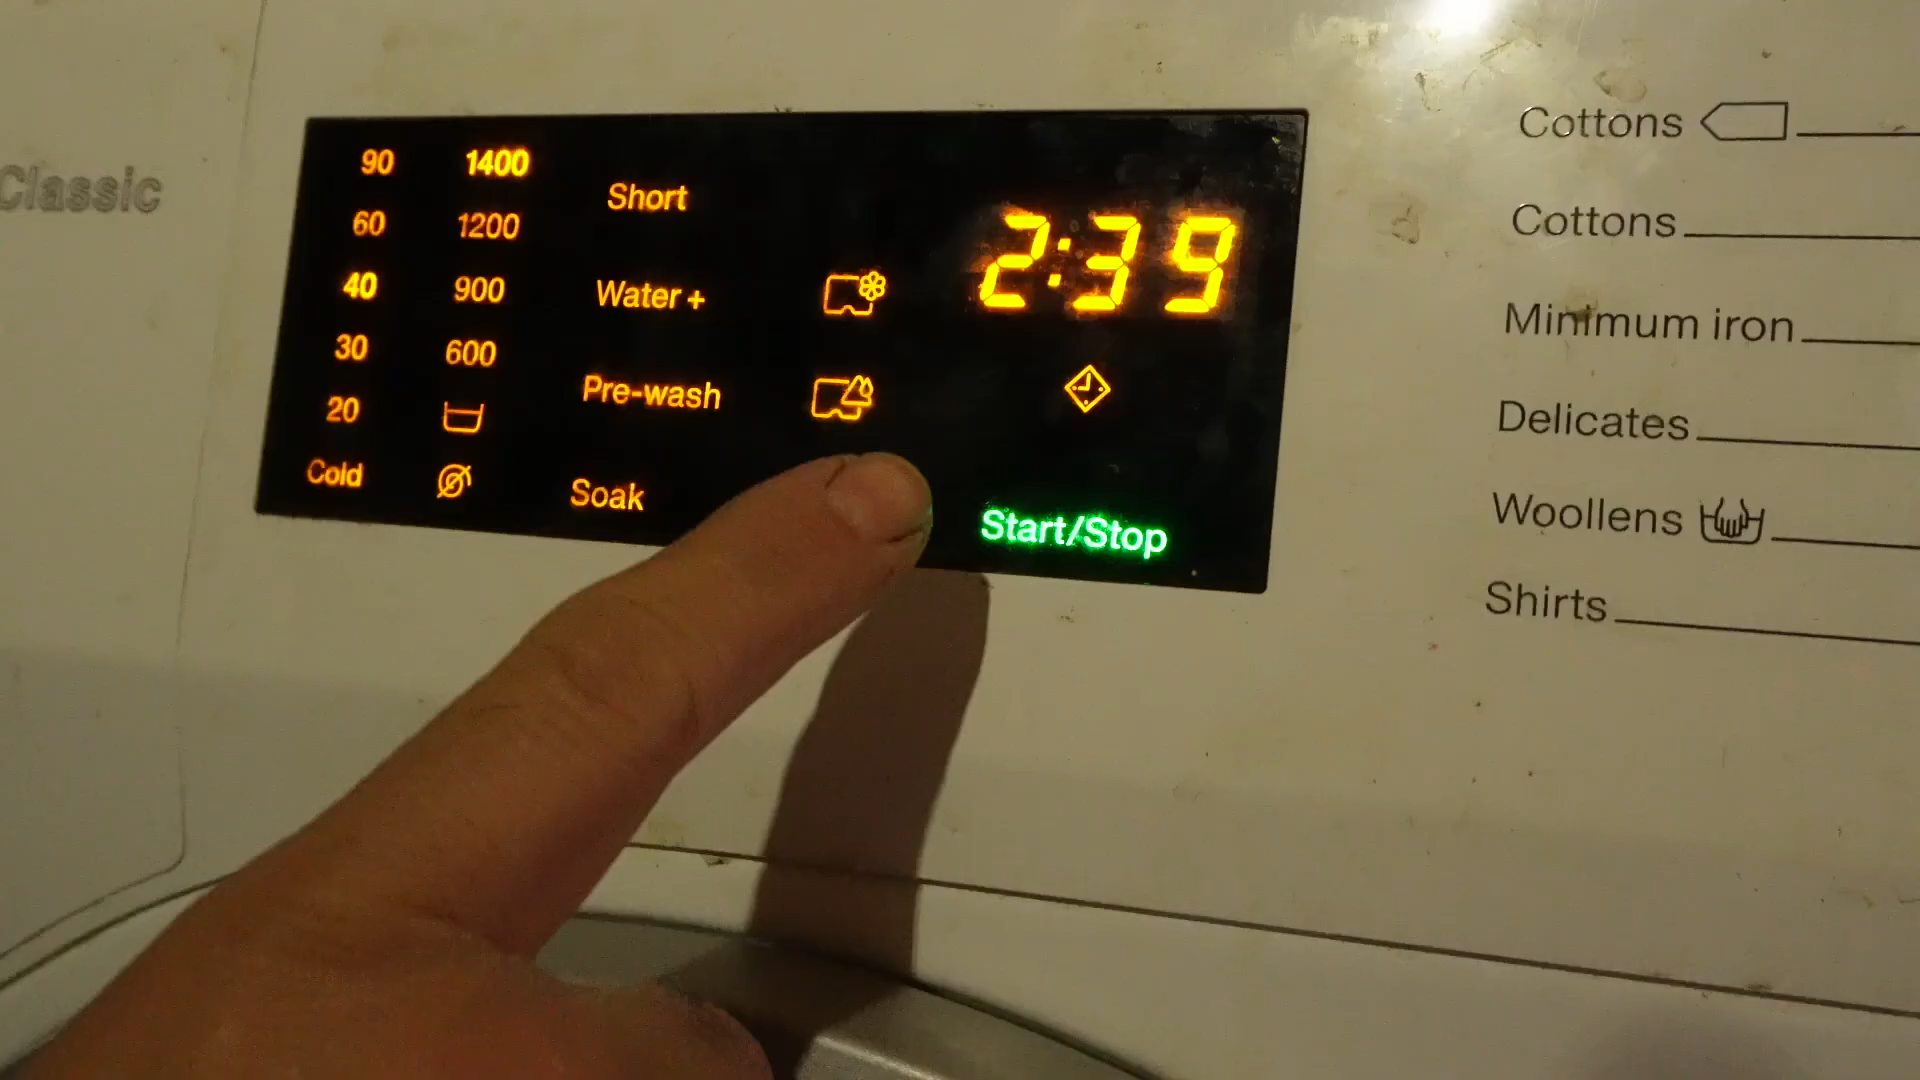 Classic
90 1400
60 1200
40 900
30 600
20
Cold
Short
Water +
Pre-wash
Soak
2:39
Start/Stop
Cottons
Cottons
Minimum iron
Delicates
Woollens
Shirts